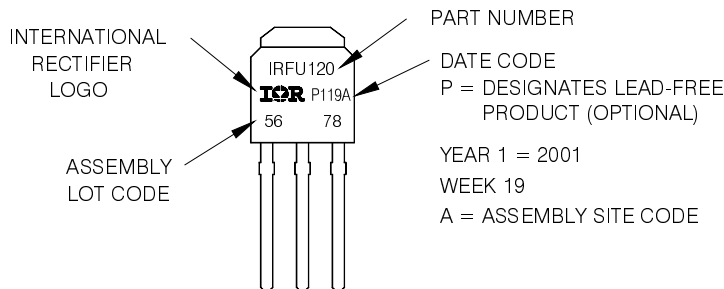 INTERNATIONAL
RECTIFIER
LOGO
ASSEMBLY
LOT CODE
IRFU120
IOR P119A
56 78
PART NUMBER
DATE CODE
P = DESIGNATES LEAD-FREE
PRODUCT (OPTIONAL)
YEAR 1 = 2001
WEEK 19
A = ASSEMBLY SITE CODE